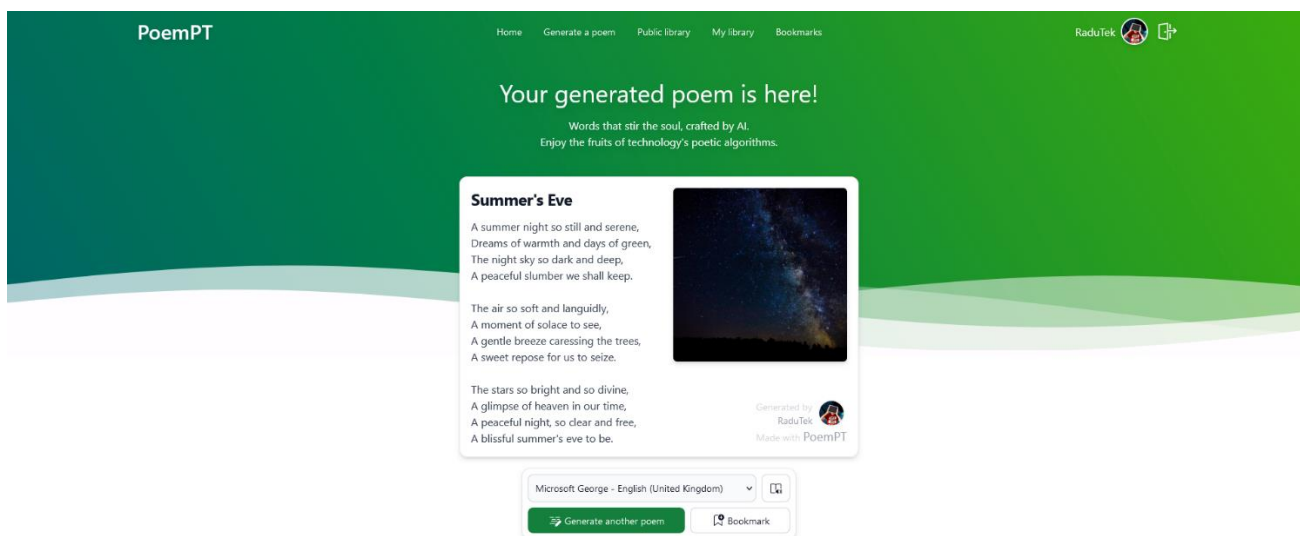 PoemPT
Home Generate a poem Public library My library Bookmarks
RaduTek
Your generated poem is here!
Words that stir the soul, crafted by AI.
Enjoy the fruits of technology's poetic algorithms.
Summer's Eve
A summer night so still and serene,
Dreams of warmth and days of green,
The night sky so dark and deep,
A peaceful slumber we shall keep.
The air so soft and languidly,
A moment of solace to see,
A gentle breeze caressing the trees,
A sweet repose for us to seize.
The stars so bright and so divine,
A glimpse of heaven in our time,
A peaceful night, so clear and free,
A blissful summer's eve to be.
Generated by
RaduTek
Made with PoemPT
Microsoft George - English (United Kingdom)
Generate another poem
Bookmark